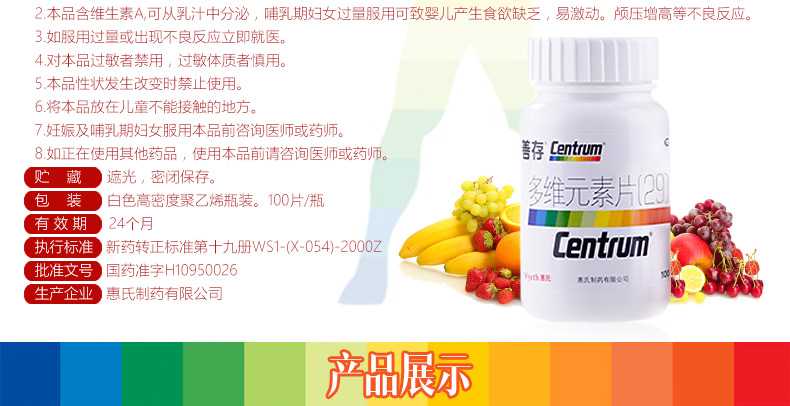 2.本品含维生素A,可从乳汁中分泌，哺乳期妇女过量服用可致婴儿产生食欲缺乏，易激动。颅压增高等不良反应。
3.如服用过量或出现不良反应立即就医。
4.对本品过敏者禁用，过敏体质者慎用。
5.本品性状发生改变时禁止使用。
6.将本品放在儿童不能接触的地方。
7.妊娠及哺乳期妇女服用本品前咨询医师或药师。
8.如正在使用其他药品，使用本品前请咨询医师或药师。
贮 藏 遮光，密闭保存。
包 装 白色高密度聚乙烯瓶装。100片/瓶
有 效 期 24个月
执行标准 新药转正标准第十九册WS1-(X-054)-2000Z
批准文号 国药准字H10950026
生产企业 惠氏制药有限公司
善存 Centrum
多维元素片(29)
Centrum
Wyeth 惠氏
惠氏制药有限公司
100
产品展示